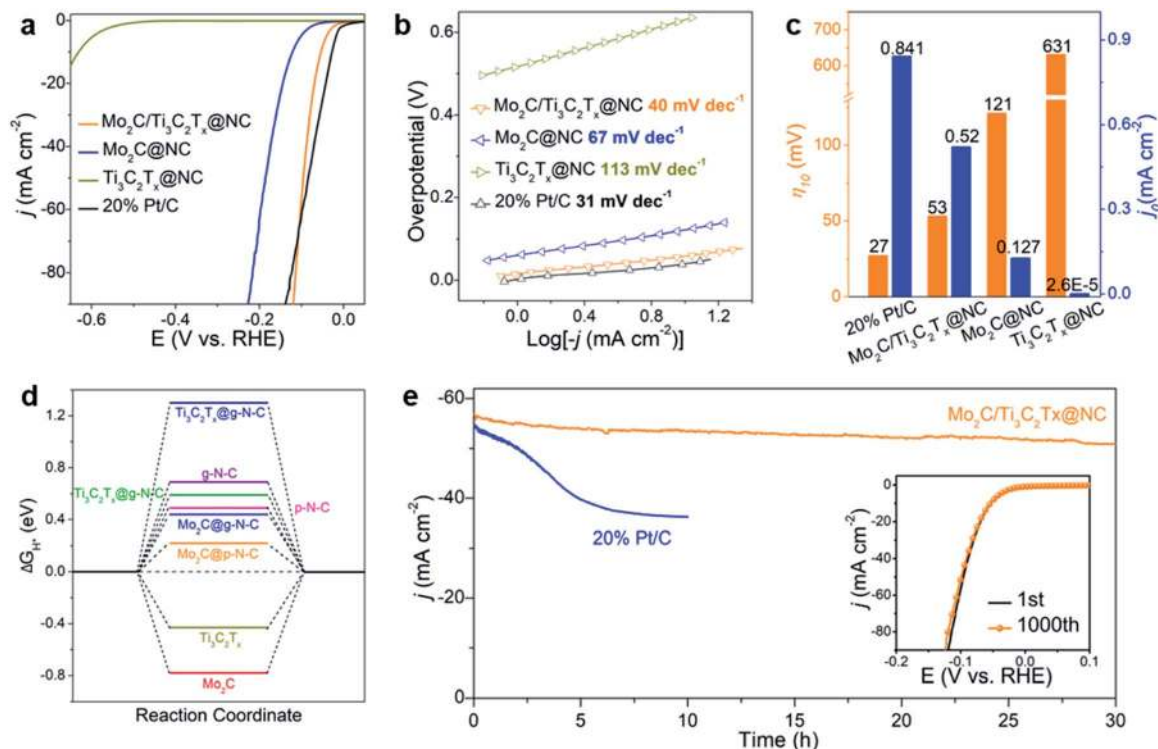 a
0
-20
-40
-60
-80
j (mA cm⁻²)
Mo₂C/Ti₃C₂Tₓ@NC
Mo₂C@NC
Ti₃C₂Tₓ@NC
20% Pt/C
-0.6
-0.4
-0.2
0.0
E (V vs. RHE)
b
0.6
0.4
0.2
0.0
Overpotential (V)
Mo₂C/Ti₃C₂Tₓ@NC 40 mV dec⁻¹
Mo₂C@NC 67 mV dec⁻¹
Ti₃C₂Tₓ@NC 113 mV dec⁻¹
20% Pt/C 31 mV dec⁻¹
0.0
0.4
0.8
1.2
Log[-j (mA cm⁻²)]
c
700
600
100
50
0
η₁₀ (mV)
27
0.841
53
0.52
121
0.127
631
2.6E-5
0.9
0.6
0.3
0.0
j₀(mA cm⁻²)
20% Pt/C
Mo₂C/Ti₃C₂Tₓ@NC
Mo₂C@NC
Ti₃C₂Tₓ@NC
d
1.2
0.8
0.4
0.0
-0.4
-0.8
ΔG_H* (eV)
Ti₃C₂Tₓ@g-N-C
g-N-C
Ti₃C₂Tₓ@g-N-C
p-N-C
Mo₂C@g-N-C
Mo₂C@p-N-C
Ti₃C₂Tₓ
Mo₂C
Reaction Coordinate
e
-60
-40
-20
0
j (mA cm⁻²)
Mo₂C/Ti₃C₂Tx@NC
20% Pt/C
0
5
10
15
20
25
30
Time (h)
0
-20
-40
-60
-80
j (mA cm⁻²)
1st
1000th
-0.2
-0.1
0.0
0.1
E (V vs. RHE)